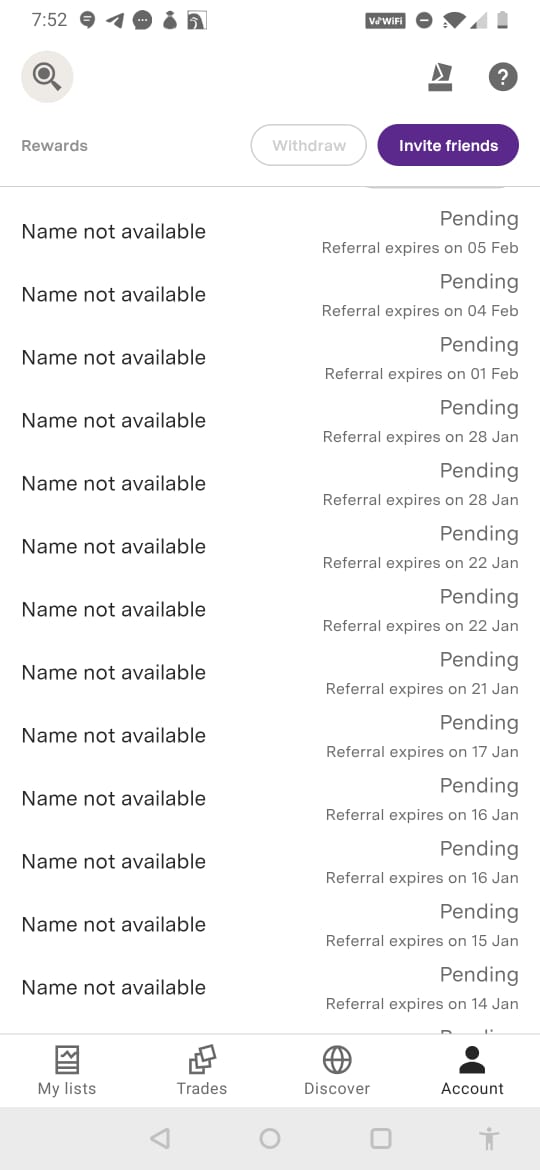 7:52
Vo WiFi
Rewards
Withdraw
Invite friends
Name not available
Pending
Referral expires on 05 Feb
Name not available
Pending
Referral expires on 04 Feb
Name not available
Pending
Referral expires on 01 Feb
Name not available
Pending
Referral expires on 28 Jan
Name not available
Pending
Referral expires on 28 Jan
Name not available
Pending
Referral expires on 22 Jan
Name not available
Pending
Referral expires on 22 Jan
Name not available
Pending
Referral expires on 21 Jan
Name not available
Pending
Referral expires on 17 Jan
Name not available
Pending
Referral expires on 16 Jan
Name not available
Pending
Referral expires on 16 Jan
Name not available
Pending
Referral expires on 15 Jan
Name not available
Pending
Referral expires on 14 Jan
My lists
Trades
Discover
Account